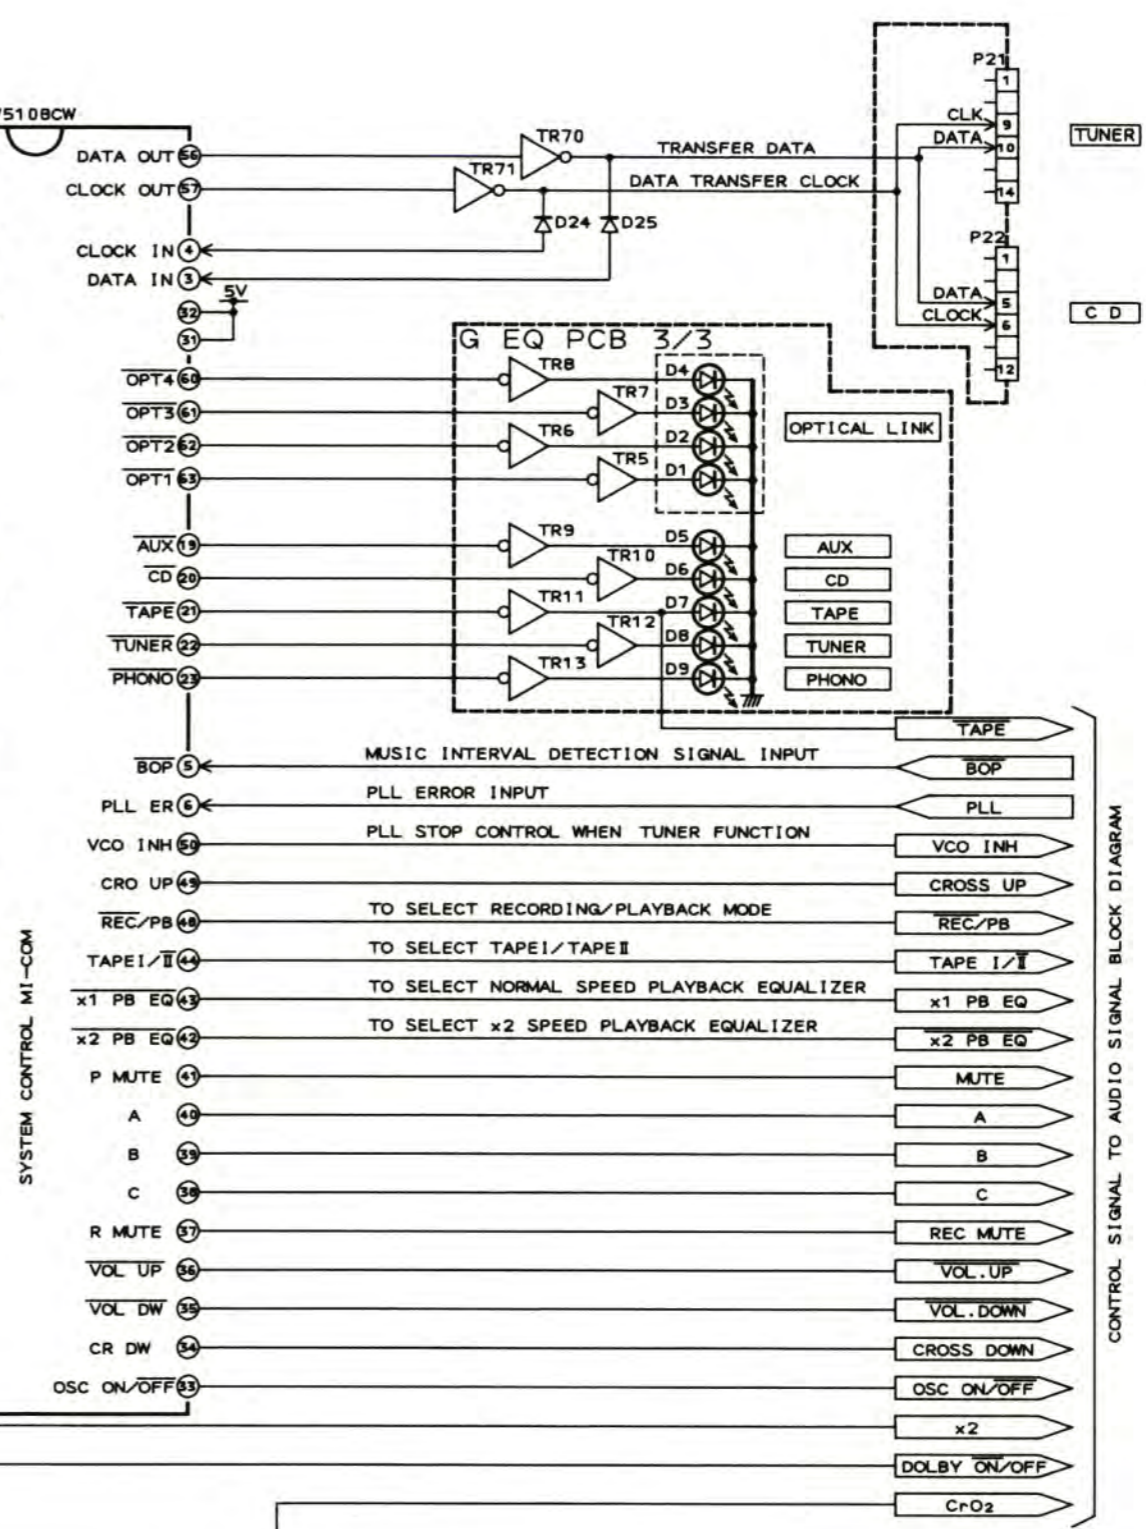 7510BCW
DATA OUT 56
CLOCK OUT 57
CLOCK IN 4
DATA IN 3
5V
32
31
TR70
TR71
TRANSFER DATA
DATA TRANSFER CLOCK
D24 D25
P21
1
CLK 9
DATA 10
14
TUNER
P22
1
DATA 5
CLOCK 6
12
C D
G EQ PCB 3/3
OPT4 60 TR8 D4
OPT3 61 TR7 D3
OPT2 62 TR6 D2
OPT1 63 TR5 D1
OPTICAL LINK
AUX 19 TR9 D5 AUX
CD 20 TR10 D6 CD
TAPE 21 TR11 D7 TAPE
TUNER 22 TR12 D8 TUNER
PHONO 23 TR13 D9 PHONO
TAPE
BOP 5 MUSIC INTERVAL DETECTION SIGNAL INPUT BOP
PLL ER 6 PLL ERROR INPUT PLL
VCO INH 50 PLL STOP CONTROL WHEN TUNER FUNCTION VCO INH
CRO UP 49 CROSS UP
REC/PB 48 TO SELECT RECORDING/PLAYBACK MODE REC/PB
TAPEI/II 44 TO SELECT TAPEI/TAPEII TAPE I/II
x1 PB EQ 43 TO SELECT NORMAL SPEED PLAYBACK EQUALIZER x1 PB EQ
x2 PB EQ 42 TO SELECT x2 SPEED PLAYBACK EQUALIZER x2 PB EQ
P MUTE 41 MUTE
A 40 A
B 39 B
C 38 C
R MUTE 37 REC MUTE
VOL UP 36 VOL.UP
VOL DW 35 VOL.DOWN
CR DW 34 CROSS DOWN
OSC ON/OFF 33 OSC ON/OFF
x2
DOLBY ON/OFF
CrO2
SYSTEM CONTROL MI-COM
CONTROL SIGNAL TO AUDIO SIGNAL BLOCK DIAGRAM